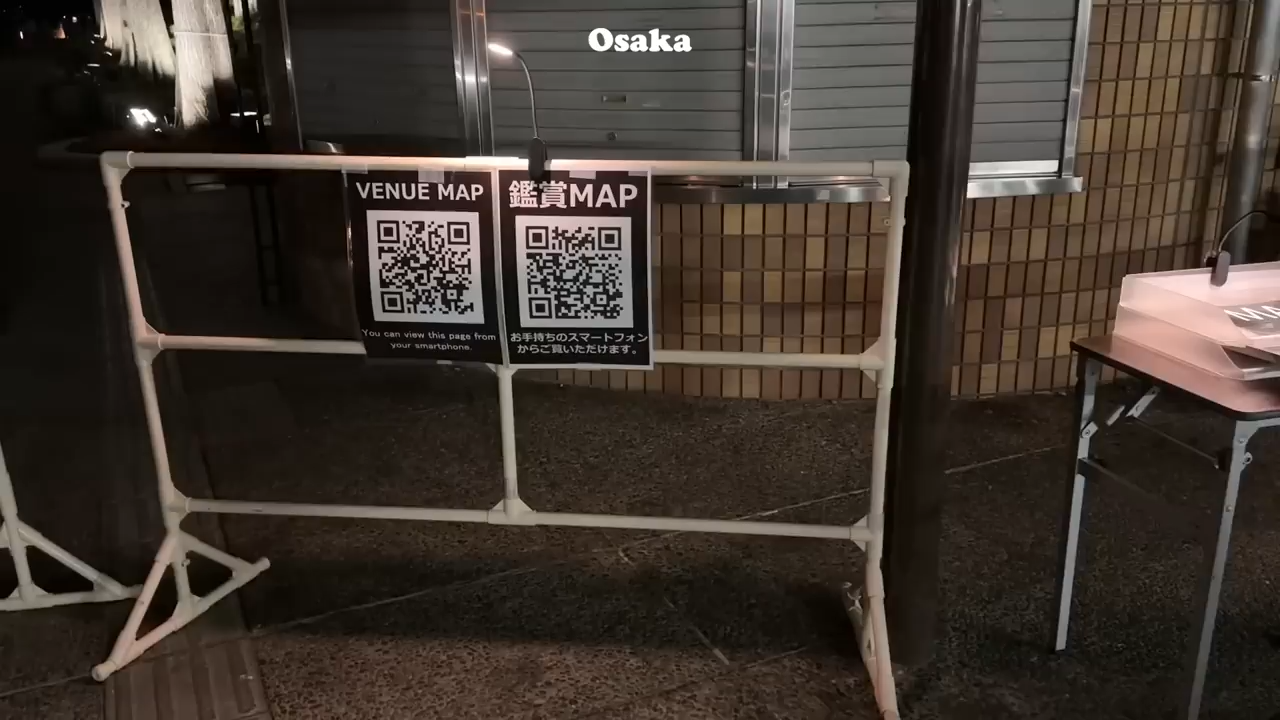 Osaka
VENUE MAP
You can view this page from
your smartphone.
鑑賞MAP
お手持ちのスマートフォン
からご覧いただけます。